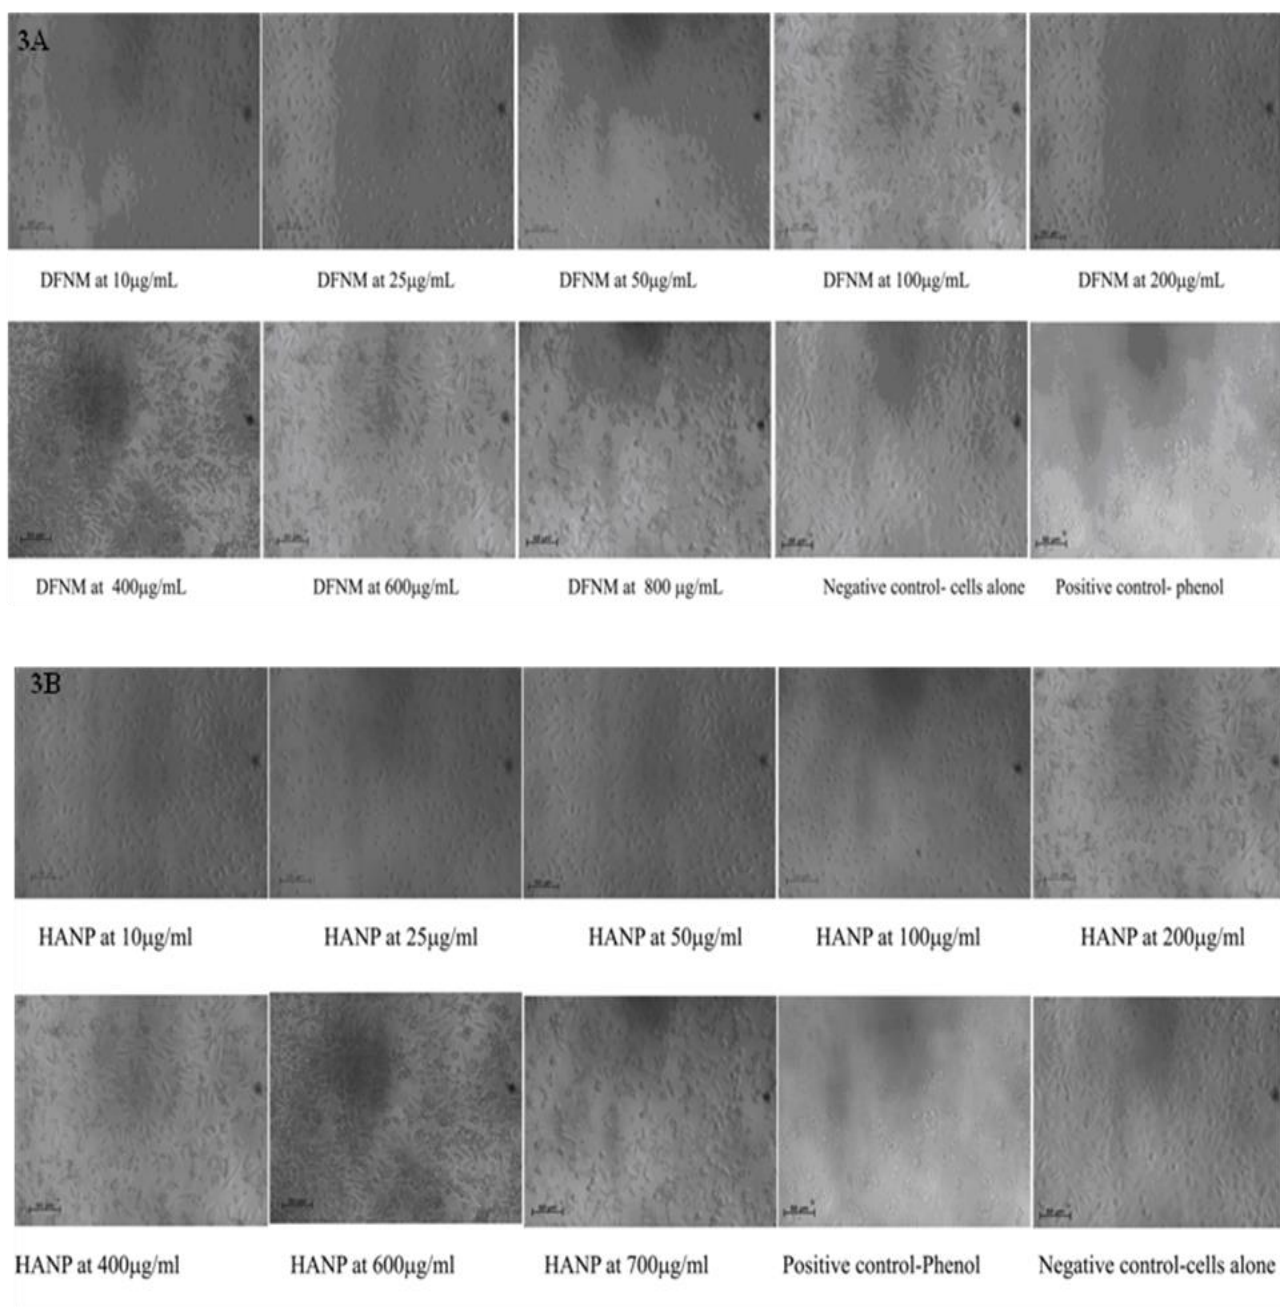 3A
DFNM at 10µg/mL DFNM at 25µg/mL DFNM at 50µg/mL DFNM at 100µg/mL DFNM at 200µg/mL
DFNM at 400µg/mL DFNM at 600µg/mL DFNM at 800 µg/mL Negative control- cells alone Positive control- phenol
3B
HANP at 10µg/ml HANP at 25µg/ml HANP at 50µg/ml HANP at 100µg/ml HANP at 200µg/ml
HANP at 400µg/ml HANP at 600µg/ml HANP at 700µg/ml Positive control-Phenol Negative control-cells alone